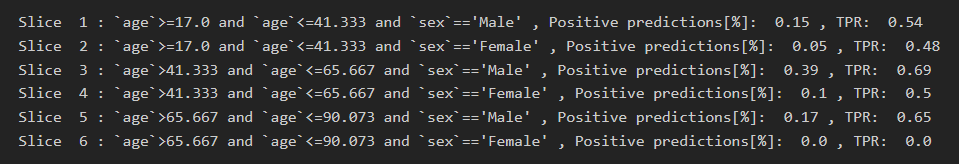 Slice  1 : `age`>=17.0 and `age`<=41.333 and `sex`=='Male' , Positive predictions[%]:  0.15 , TPR:  0.54
Slice  2 : `age`>=17.0 and `age`<=41.333 and `sex`=='Female' , Positive predictions[%]:  0.05 , TPR:  0.48
Slice  3 : `age`>41.333 and `age`<=65.667 and `sex`=='Male' , Positive predictions[%]:  0.39 , TPR:  0.69
Slice  4 : `age`>41.333 and `age`<=65.667 and `sex`=='Female' , Positive predictions[%]:  0.1 , TPR:  0.5
Slice  5 : `age`>65.667 and `age`<=90.073 and `sex`=='Male' , Positive predictions[%]:  0.17 , TPR:  0.65
Slice  6 : `age`>65.667 and `age`<=90.073 and `sex`=='Female' , Positive predictions[%]:  0.0 , TPR:  0.0